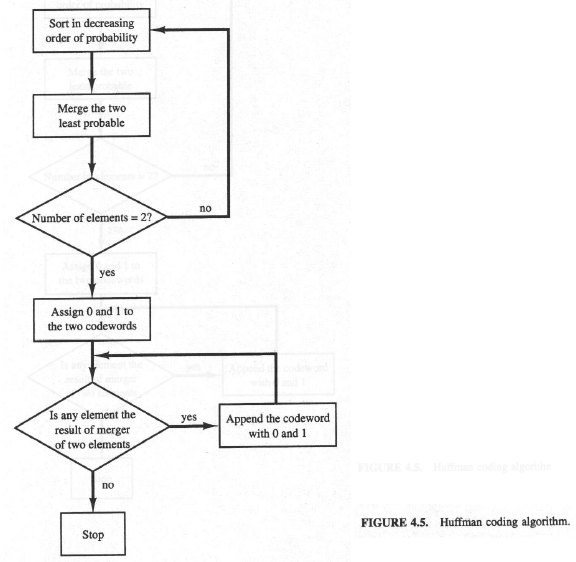 Sort in decreasing
order of probability
Merge the two
least probable
Number of elements = 2?
no
yes
Assign 0 and 1 to
the two codewords
Is any element the
result of merger
of two elements
yes
Append the codeword
with 0 and 1
no
Stop
FIGURE 4.5. Huffman coding algorithm.